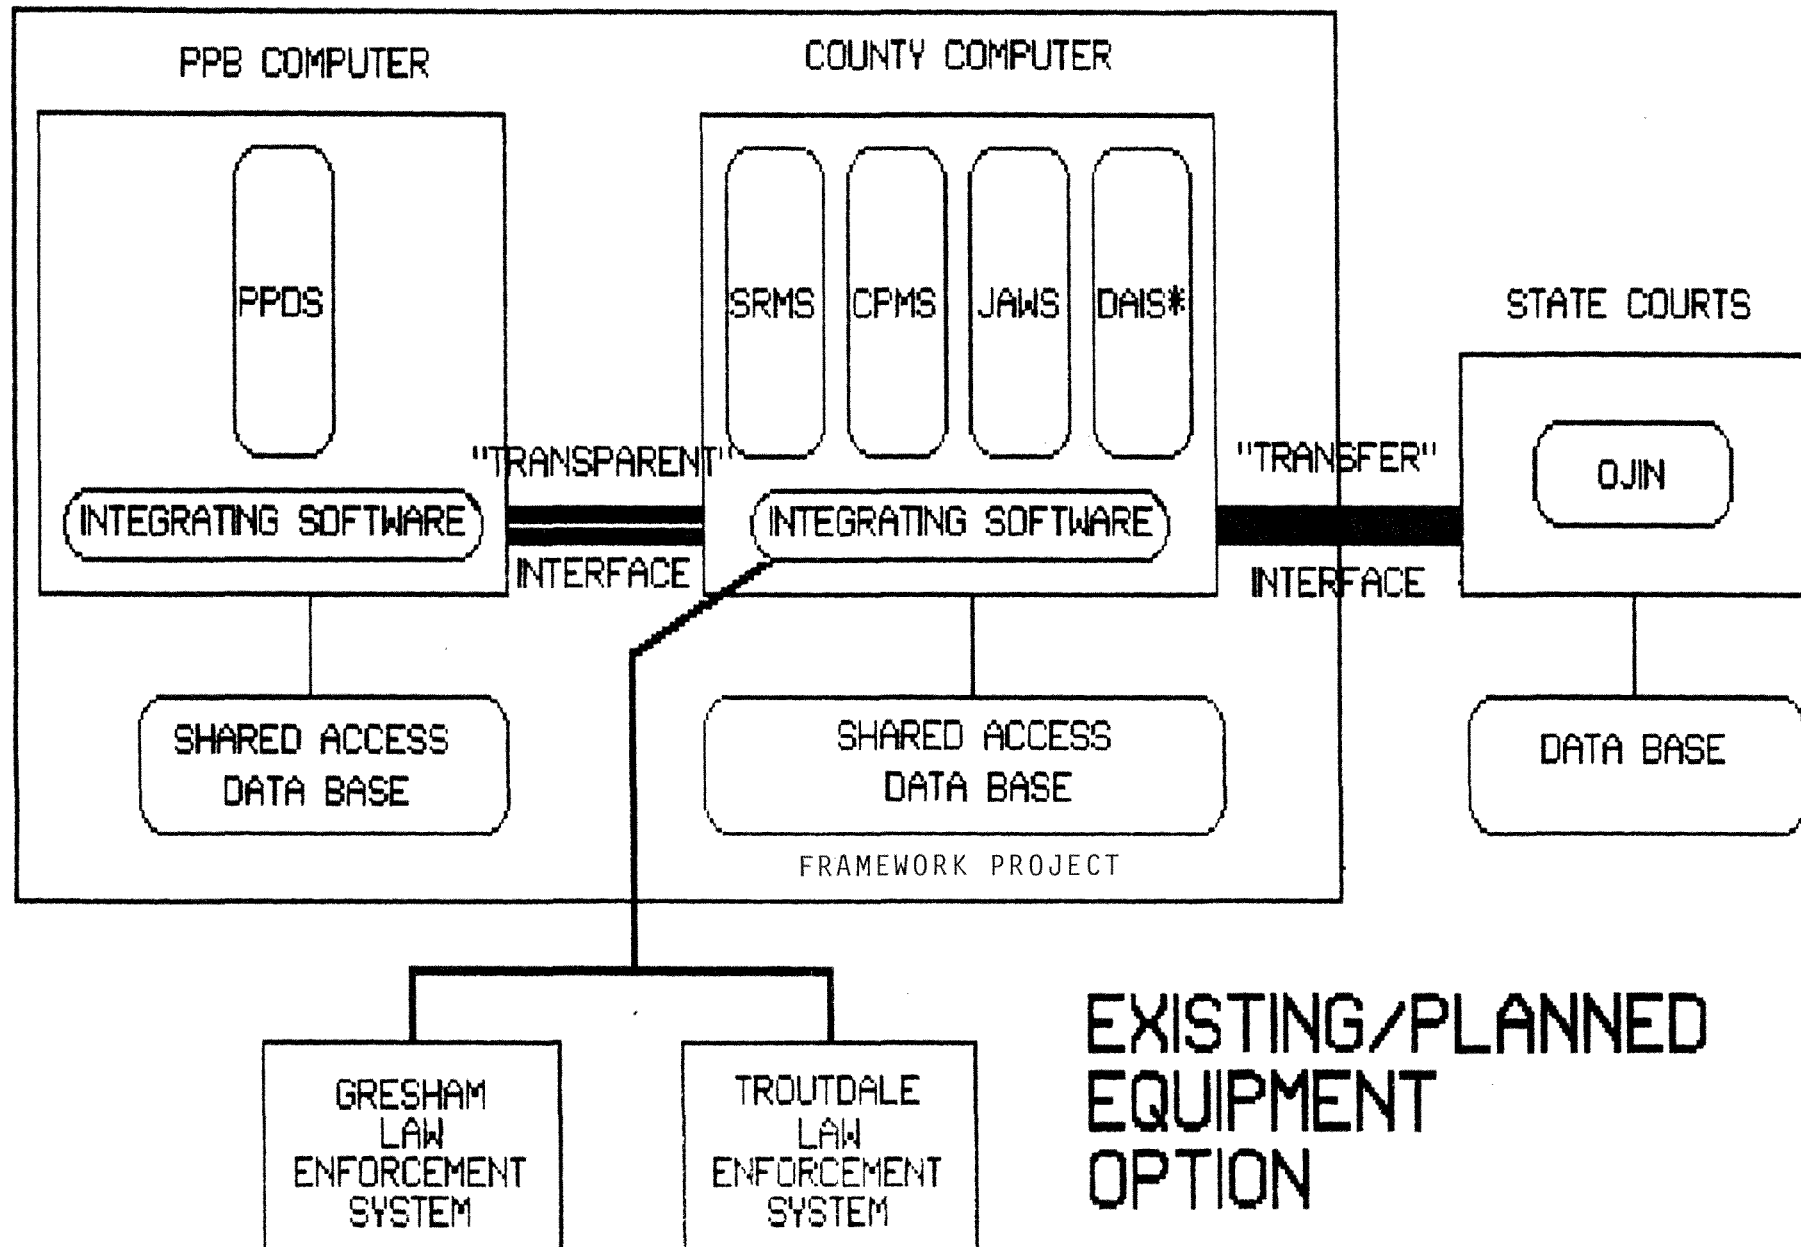 PPB COMPUTER
COUNTY COMPUTER
PPDS
SRMS
CPMS
JAWS
DAIS*
STATE COURTS
OJIN
"TRANSPARENT"
INTERFACE
"TRANSFER"
INTERFACE
INTEGRATING SOFTWARE
INTEGRATING SOFTWARE
SHARED ACCESS
DATA BASE
SHARED ACCESS
DATA BASE
DATA BASE
FRAMEWORK PROJECT
GRESHAM
LAW
ENFORCEMENT
SYSTEM
TROUTDALE
LAW
ENFORCEMENT
SYSTEM
EXISTING/PLANNED
EQUIPMENT
OPTION